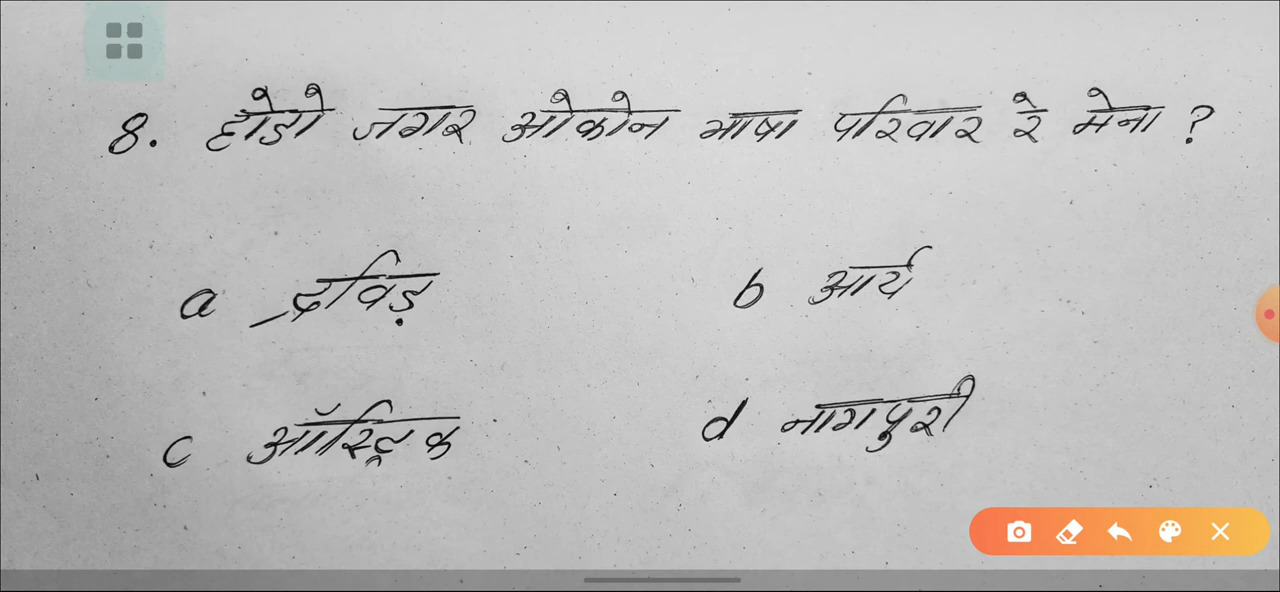 8. होड़ो जगर ओकोन भाषा परिवार रे मेना ?
a द्रविड़ b आर्य
c ऑस्ट्रिक d नागपुरी